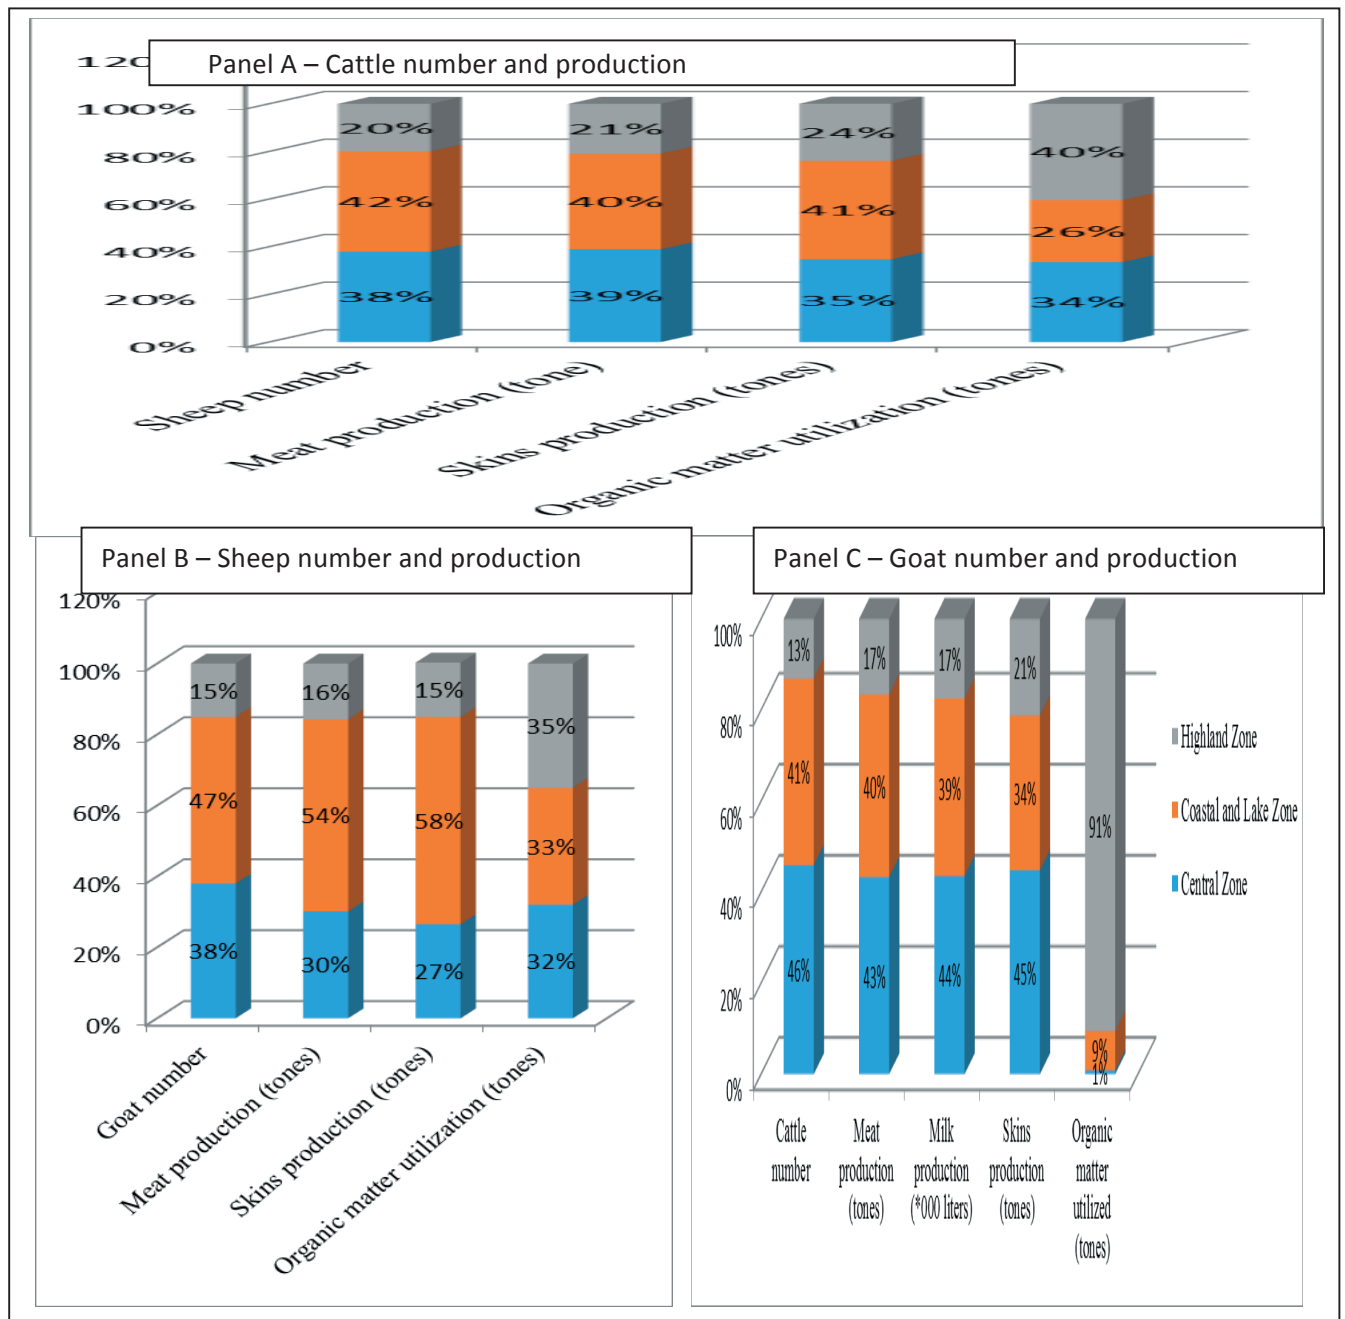 Panel A – Cattle number and production
120
100%
80%
60%
40%
20%
0%
20%
21%
24%
40%
42%
40%
41%
26%
38%
39%
35%
34%
Sheep number
Meat production (tone)
Skins production (tones)
Organic matter utilization (tones)
Panel B – Sheep number and production
120%
100%
80%
60%
40%
20%
0%
15%
16%
15%
35%
47%
54%
58%
33%
38%
30%
27%
32%
Goat number
Meat production (tones)
Skins production (tones)
Organic matter utilization (tones)
Panel C – Goat number and production
100%
80%
60%
40%
20%
0%
13%
17%
17%
21%
91%
41%
40%
39%
34%
9%
46%
43%
44%
45%
1%
Cattle
number
Meat
production
(tones)
Milk
production
(*000 liters)
Skins
production
(tones)
Organic
matter
utilized
(tones)
Highland Zone
Coastal and Lake Zone
Central Zone